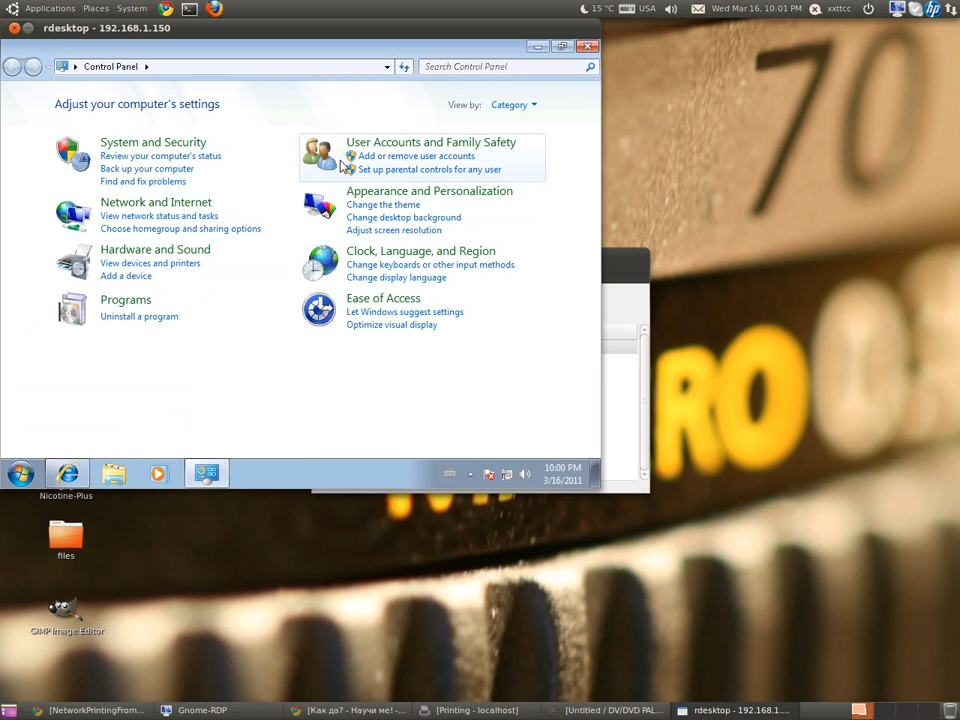 Applications Places System
15 °C USA Wed Mar 16, 10:01 PM xxttcc
rdesktop - 192.168.1.150
Control Panel
Search Control Panel
Adjust your computer's settings
View by: Category
System and Security
Review your computer's status
Back up your computer
Find and fix problems
Network and Internet
View network status and tasks
Choose homegroup and sharing options
Hardware and Sound
View devices and printers
Add a device
Programs
Uninstall a program
User Accounts and Family Safety
Add or remove user accounts
Set up parental controls for any user
Appearance and Personalization
Change the theme
Change desktop background
Adjust screen resolution
Clock, Language, and Region
Change keyboards or other input methods
Change display language
Ease of Access
Let Windows suggest settings
Optimize visual display
10:00 PM
3/16/2011
Nicotine-Plus
files
GIMP Image Editor
70
RO
[NetworkPrintingFrom...
Gnome-RDP
[Как да? - Научи ме! -...
[Printing - localhost]
[Untitled / DV/DVD PAL...
rdesktop - 192.168.1....